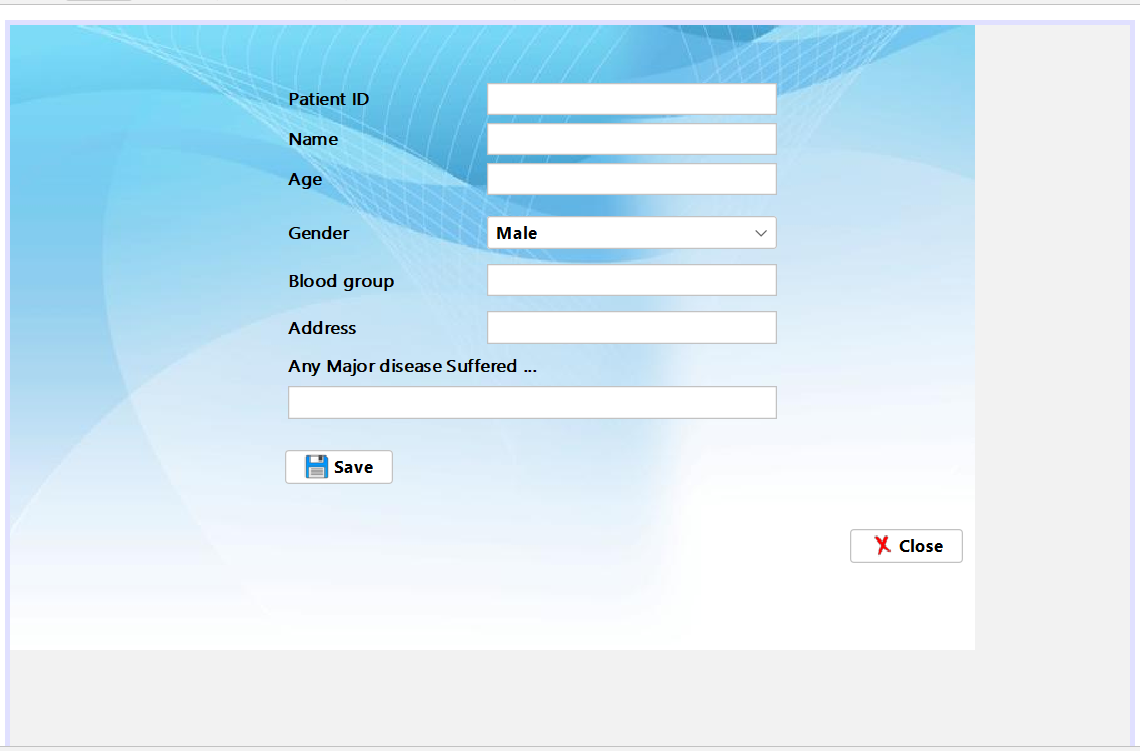 Patient ID
Name
Age
Gender Male
Blood group
Address
Any Major disease Suffered ...
Save
Close